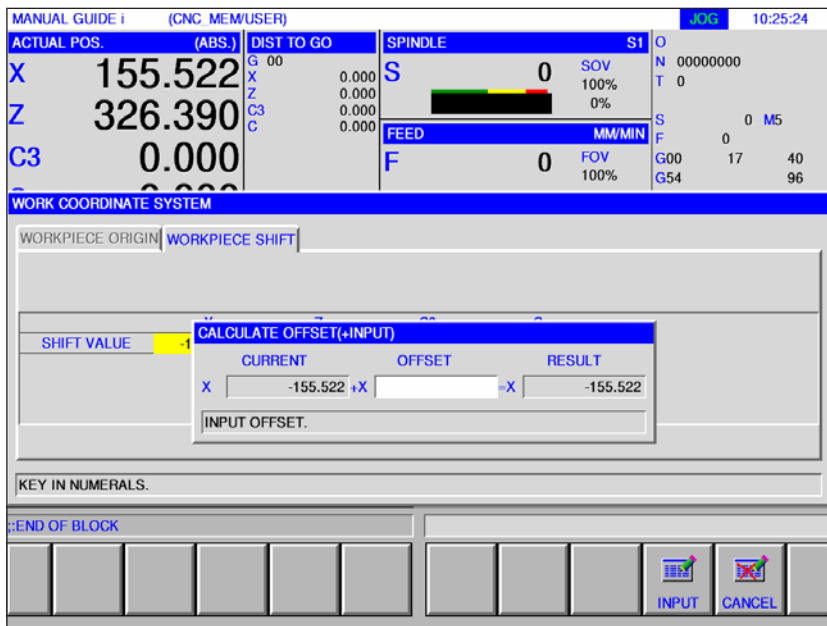 MANUAL GUIDE i (CNC_MEM/USER) JOG 10:25:24
ACTUAL POS. (ABS.)
X 155.522
Z 326.390
C3 0.000
DIST TO GO
G 00
X 0.000
Z 0.000
C3 0.000
C 0.000
SPINDLE S1
S 0 SOV
100%
0%
FEED MM/MIN
F 0 FOV
100%
O
N 00000000
T 0
S 0 M5
F 0
G00 17 40
G54 96
WORK COORDINATE SYSTEM
WORKPIECE ORIGIN WORKPIECE SHIFT
SHIFT VALUE -1
CALCULATE OFFSET(+INPUT)
CURRENT OFFSET RESULT
X -155.522 +X =X -155.522
INPUT OFFSET.
KEY IN NUMERALS.
;:END OF BLOCK
INPUT CANCEL